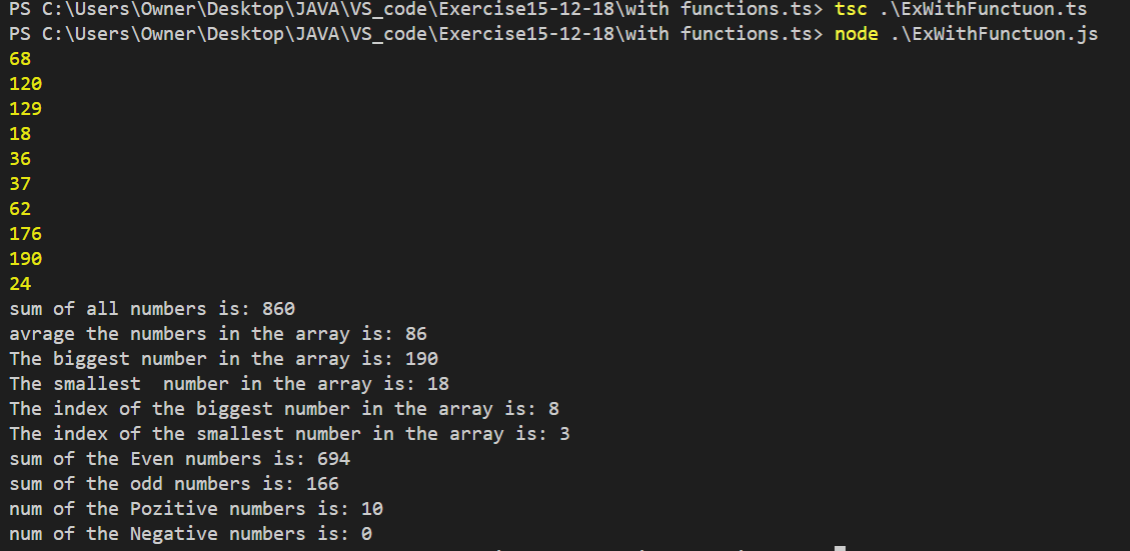 PS C:\Users\Owner\Desktop\JAVA\VS_code\Exercise15-12-18\with functions.ts> tsc .\ExWithFunctuon.ts
PS C:\Users\Owner\Desktop\JAVA\VS_code\Exercise15-12-18\with functions.ts> node .\ExWithFunctuon.js
68
120
129
18
36
37
62
176
190
24
sum of all numbers is: 860
avrage the numbers in the array is: 86
The biggest number in the array is: 190
The smallest  number in the array is: 18
The index of the biggest number in the array is: 8
The index of the smallest number in the array is: 3
sum of the Even numbers is: 694
sum of the odd numbers is: 166
num of the Pozitive numbers is: 10
num of the Negative numbers is: 0